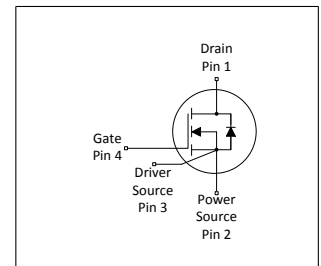 Drain
Pin 1
Gate
Pin 4
Driver
Source
Pin 3
Power
Source
Pin 2